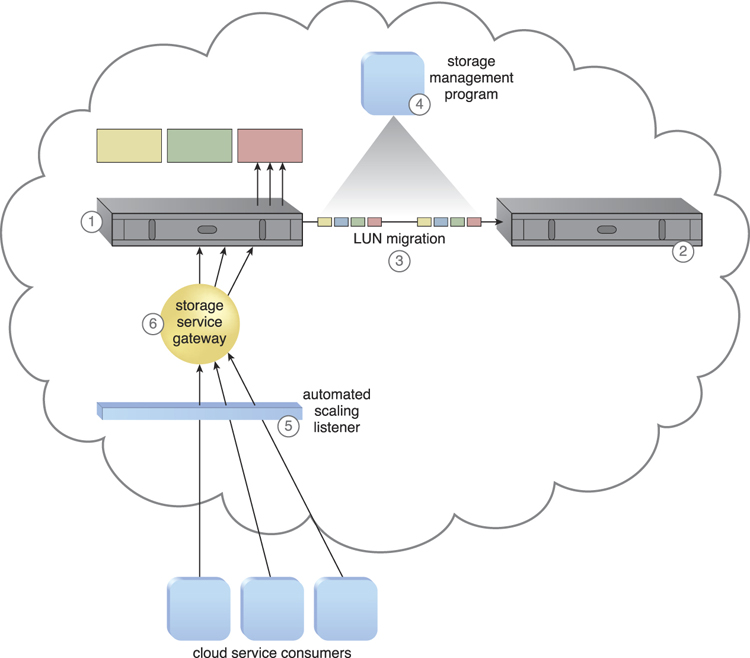 storage
management
program
4
1
LUN migration
3
2
6
storage
service
gateway
automated
scaling
listener
5
cloud service consumers